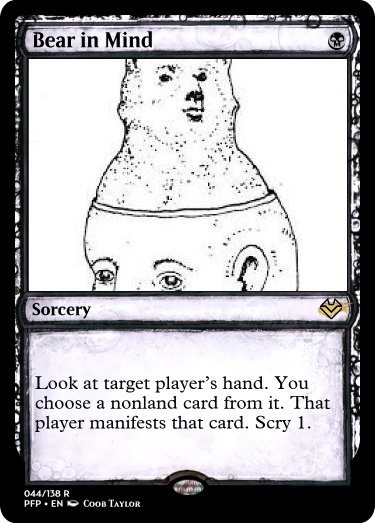 Bear in Mind
Sorcery
Look at target player's hand. You
choose a nonland card from it. That
player manifests that card. Scry 1.
044/138 R
PFP • EN Coob Taylor